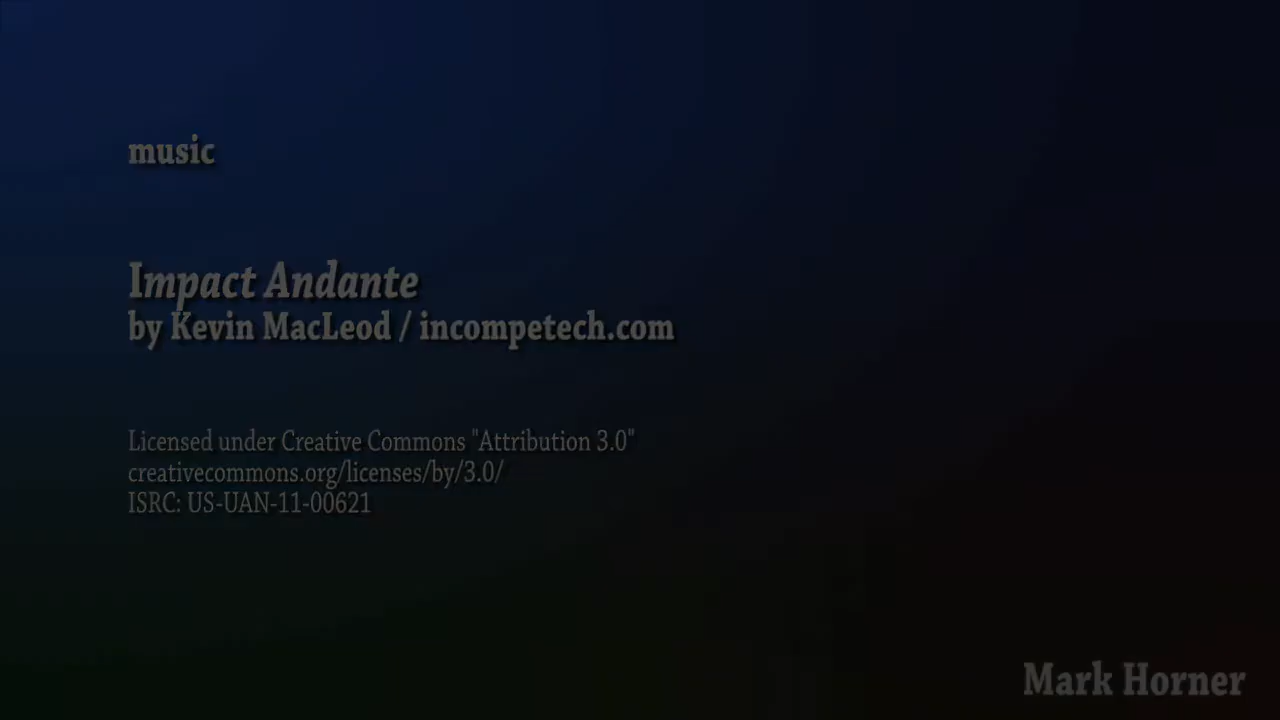 music
Impact Andante
by Kevin MacLeod / incompetech.com
Licensed under Creative Commons "Attribution 3.0"
creativecommons.org/licenses/by/3.0/
ISRC: US-UAN-11-00621
Mark Horner